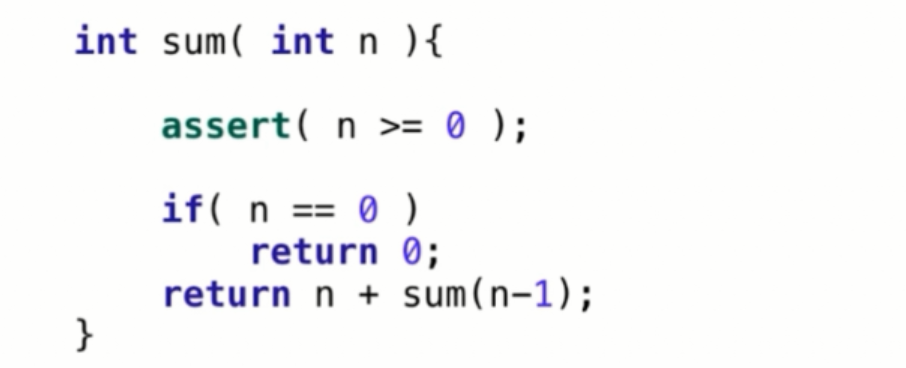 int sum( int n ){
assert( n >= 0 );
if( n == 0 )
return 0;
return n + sum(n-1);
}